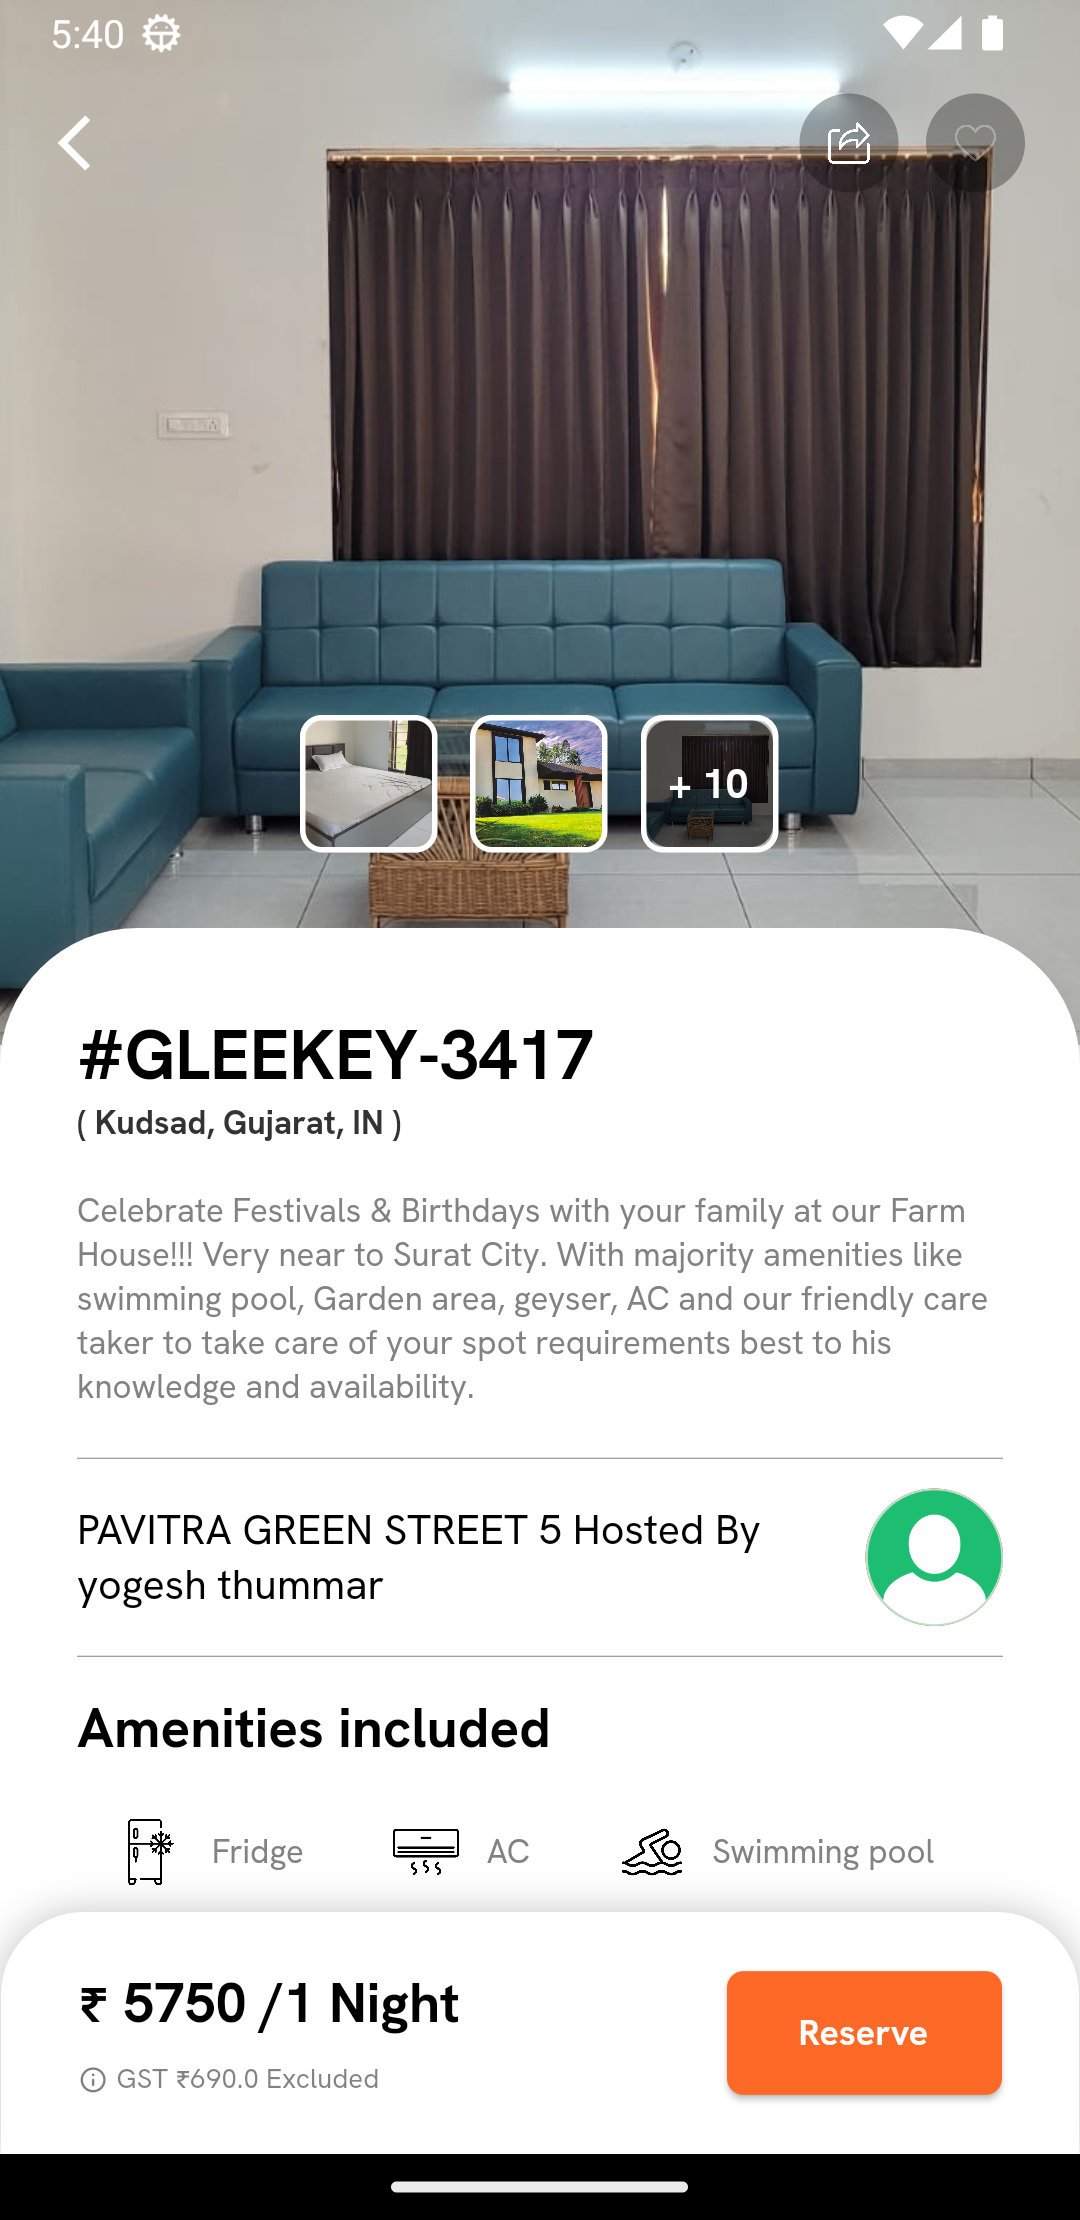 5:40
+ 10
#GLEEKEY-3417
( Kudsad, Gujarat, IN )
Celebrate Festivals & Birthdays with your family at our Farm
House!!! Very near to Surat City. With majority amenities like
swimming pool, Garden area, geyser, AC and our friendly care
taker to take care of your spot requirements best to his
knowledge and availability.
PAVITRA GREEN STREET 5 Hosted By
yogesh thummar
Amenities included
Fridge
AC
Swimming pool
₹ 5750 /1 Night
GST ₹690.0 Excluded
Reserve